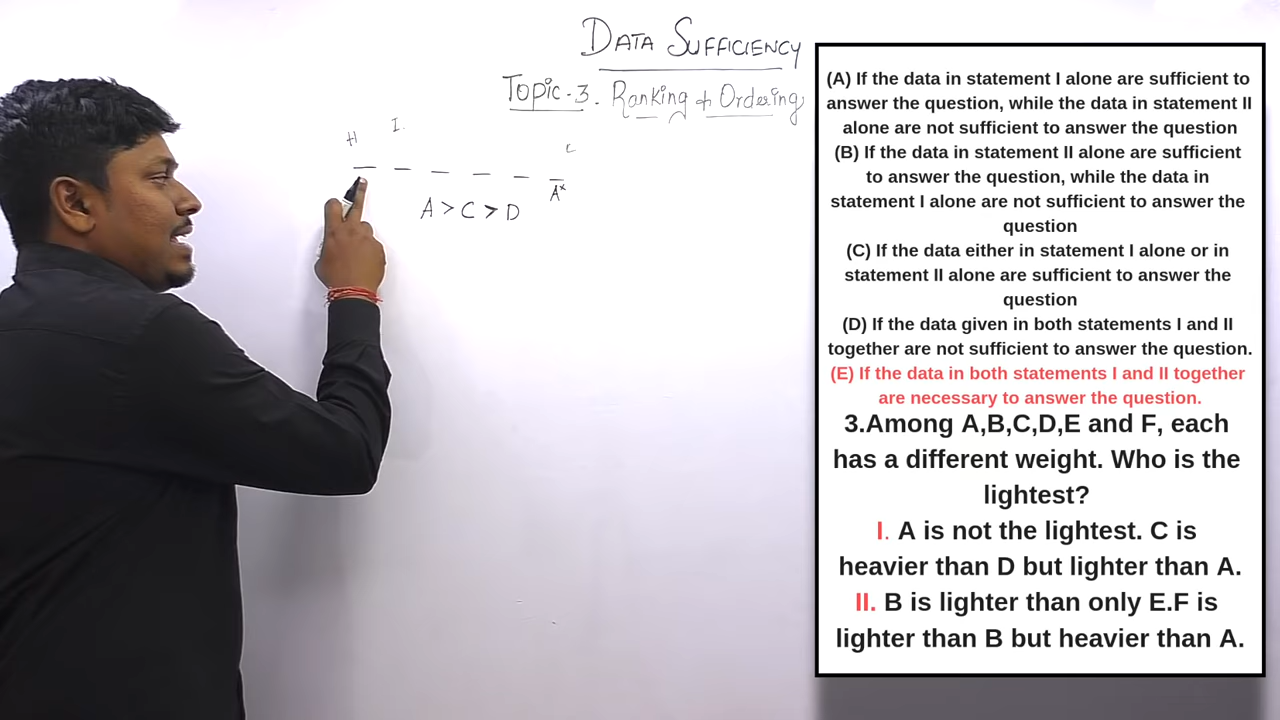 DATA SUFFICIENCY
Topic-3. Ranking & Ordering
H I. L
A*
A > C > D
(A) If the data in statement I alone are sufficient to
answer the question, while the data in statement II
alone are not sufficient to answer the question
(B) If the data in statement II alone are sufficient
to answer the question, while the data in
statement I alone are not sufficient to answer the
question
(C) If the data either in statement I alone or in
statement II alone are sufficient to answer the
question
(D) If the data given in both statements I and II
together are not sufficient to answer the question.
(E) If the data in both statements I and II together
are necessary to answer the question.
3.Among A,B,C,D,E and F, each
has a different weight. Who is the
lightest?
I. A is not the lightest. C is
heavier than D but lighter than A.
II. B is lighter than only E.F is
lighter than B but heavier than A.